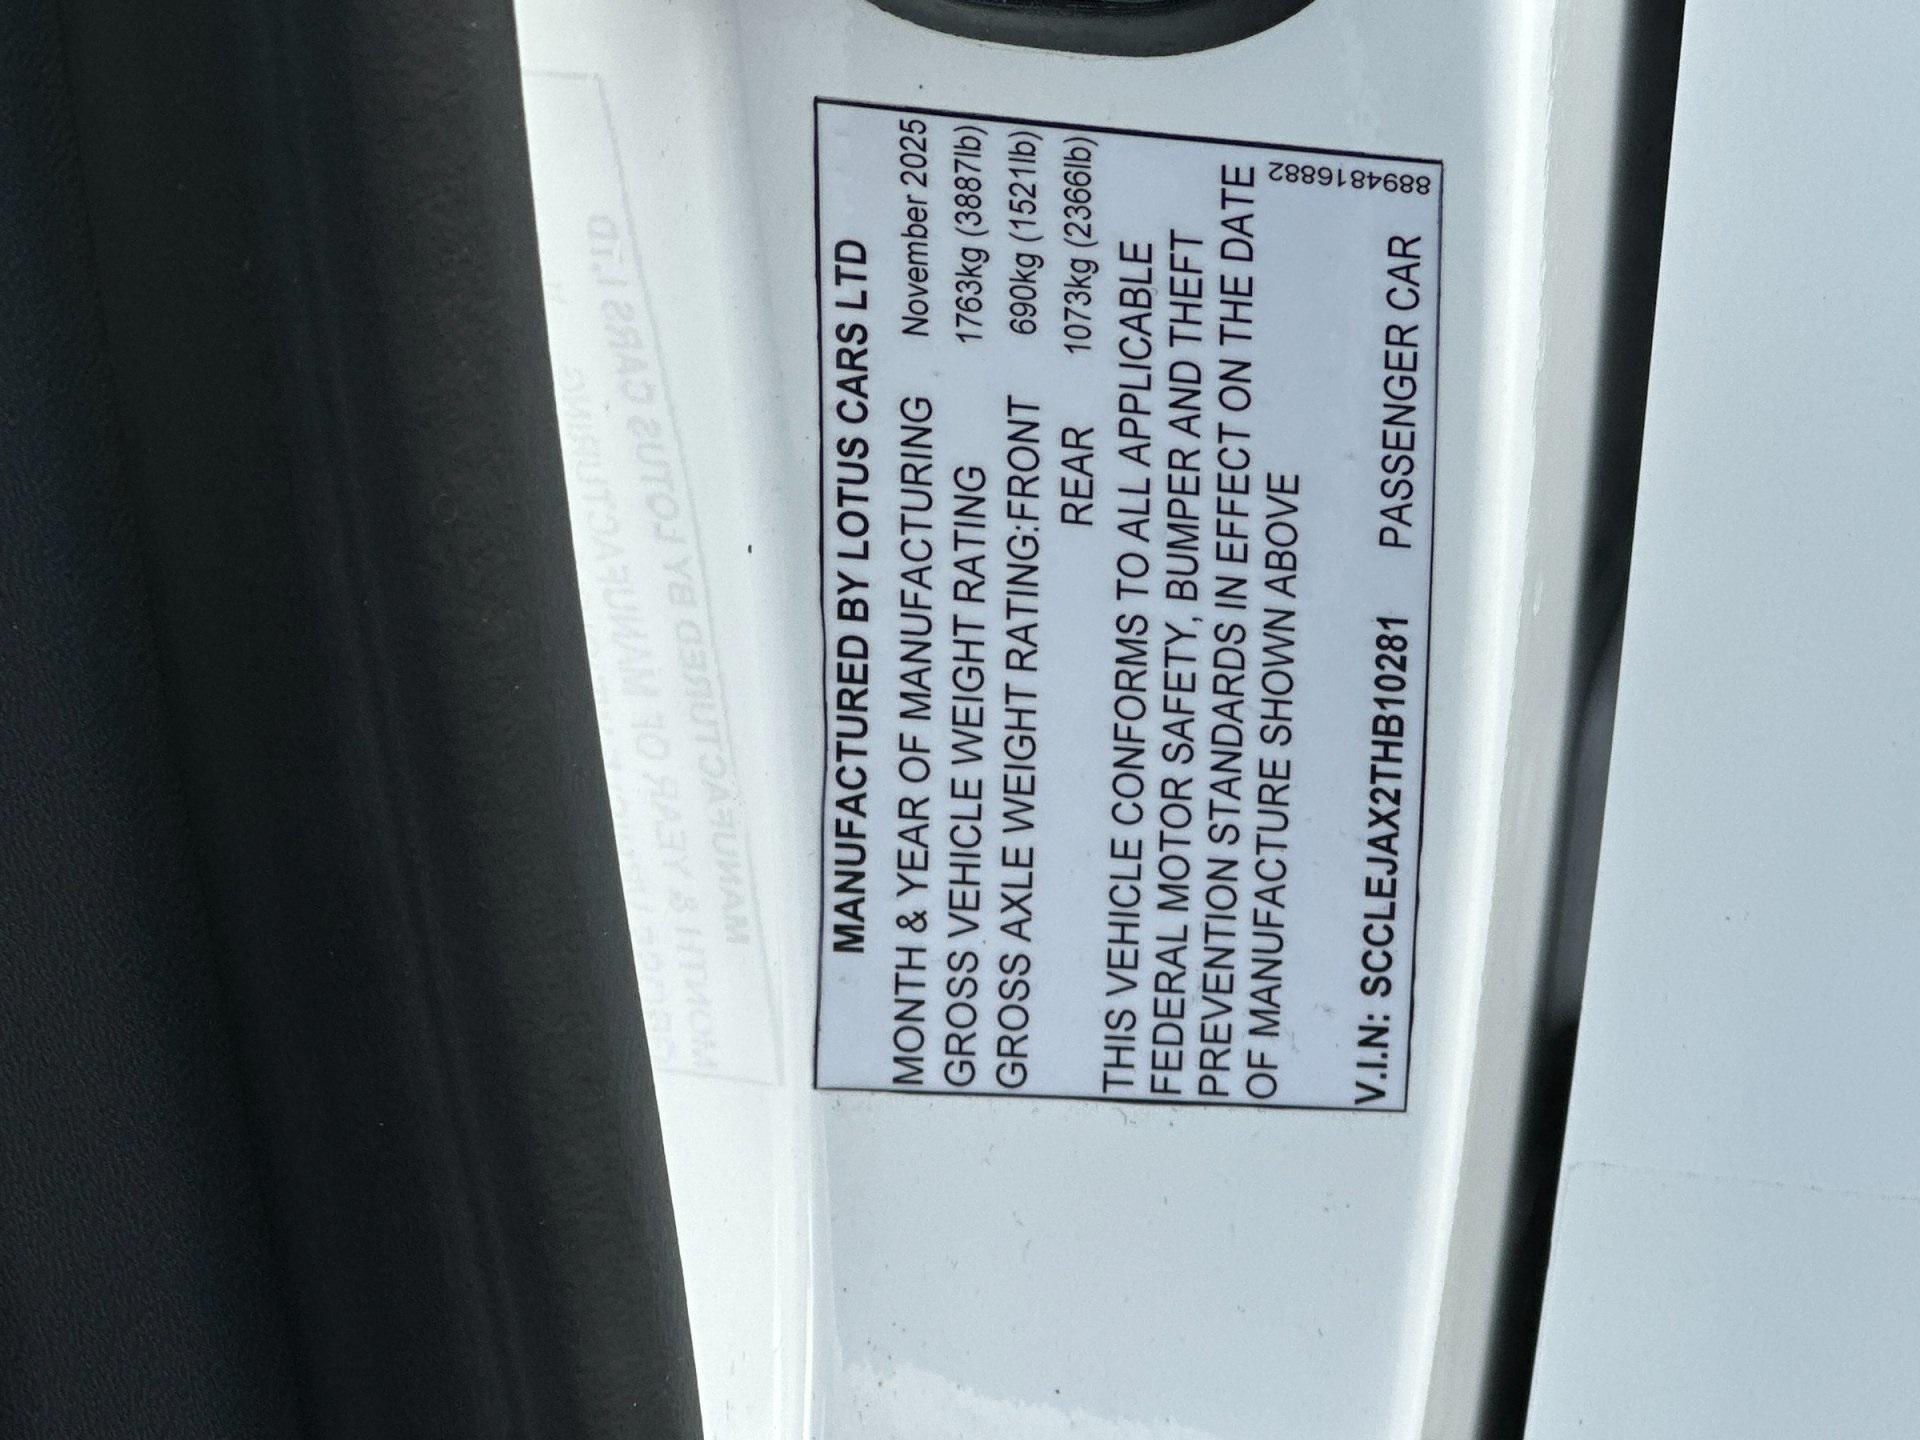 MANUFACTURED BY LOTUS CARS LTD
MONTH & YEAR OF MANUFACTURING November 2025
GROSS VEHICLE WEIGHT RATING 1763kg (3887lb)
GROSS AXLE WEIGHT RATING:FRONT 690kg (1521lb)
REAR 1073kg (2366lb)
THIS VEHICLE CONFORMS TO ALL APPLICABLE
FEDERAL MOTOR SAFETY, BUMPER AND THEFT
PREVENTION STANDARDS IN EFFECT ON THE DATE
OF MANUFACTURE SHOWN ABOVE
V.I.N: SCCLEJAX2THB10281 PASSENGER CAR
8894816882